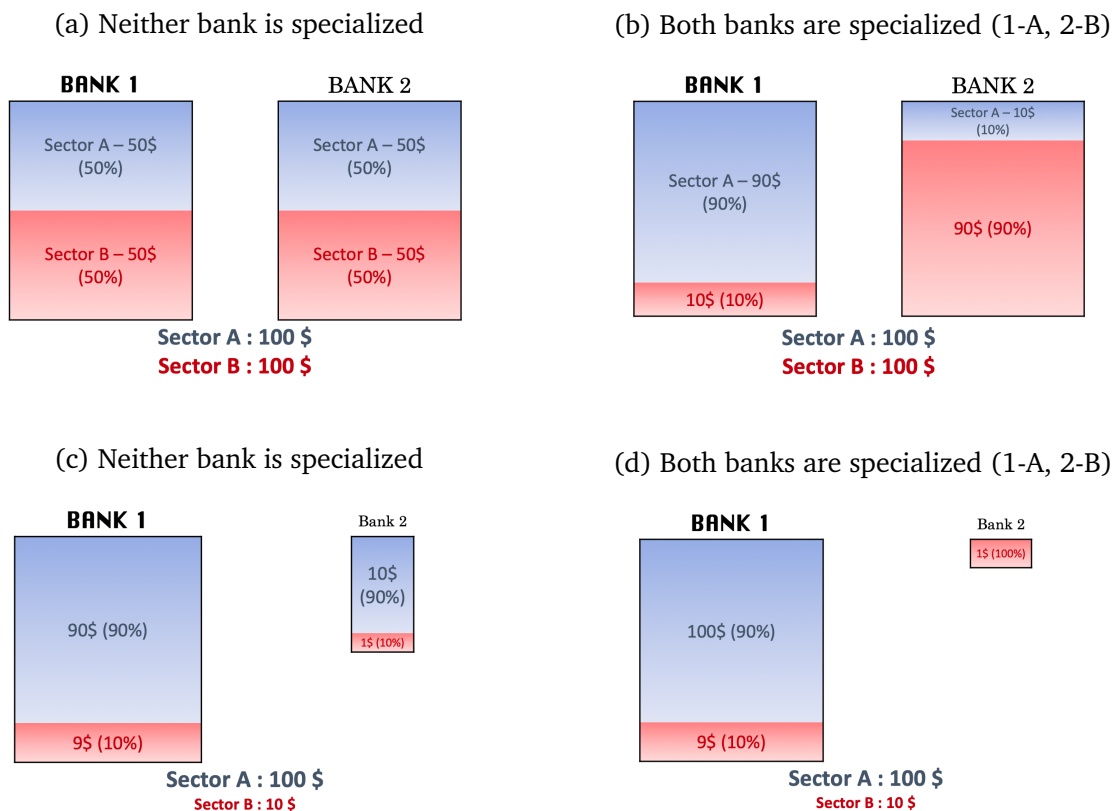 (a) Neither bank is specialized
BANK 1
BANK 2
Sector A – 50$
(50%)
Sector B – 50$
(50%)
Sector A – 50$
(50%)
Sector B – 50$
(50%)
Sector A : 100 $
Sector B : 100 $
(b) Both banks are specialized (1-A, 2-B)
BANK 1
BANK 2
Sector A – 90$
(90%)
10$ (10%)
Sector A – 10$
(10%)
90$ (90%)
Sector A : 100 $
Sector B : 100 $
(c) Neither bank is specialized
BANK 1
Bank 2
90$ (90%)
9$ (10%)
10$
(90%)
1$ (10%)
Sector A : 100 $
Sector B : 10 $
(d) Both banks are specialized (1-A, 2-B)
BANK 1
Bank 2
100$ (90%)
9$ (10%)
1$ (100%)
Sector A : 100 $
Sector B : 10 $